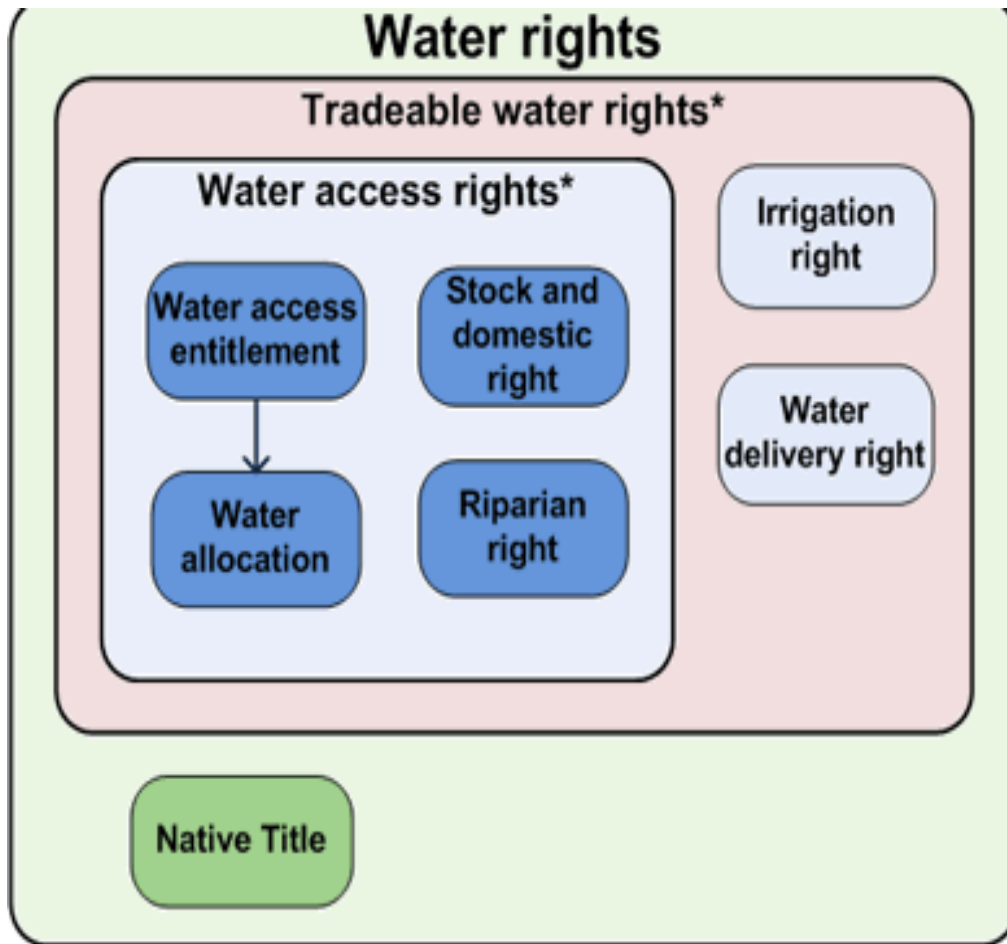 Water rights
Tradeable water rights*
Water access rights*
Water access
entitlement
Stock and
domestic
right
Water
allocation
Riparian
right
Irrigation
right
Water
delivery right
Native Title